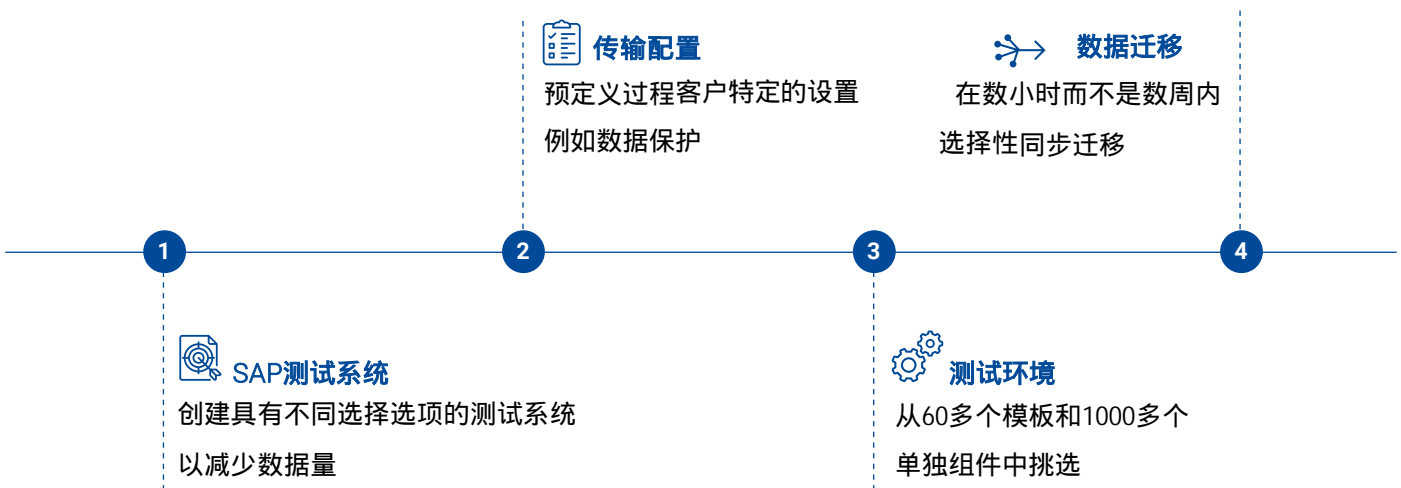 传输配置
预定义过程客户特定的设置
例如数据保护
数据迁移
在数小时而不是数周内
选择性同步迁移
1
2
3
4
SAP测试系统
创建具有不同选择选项的测试系统
以减少数据量
测试环境
从60多个模板和1000多个
单独组件中挑选